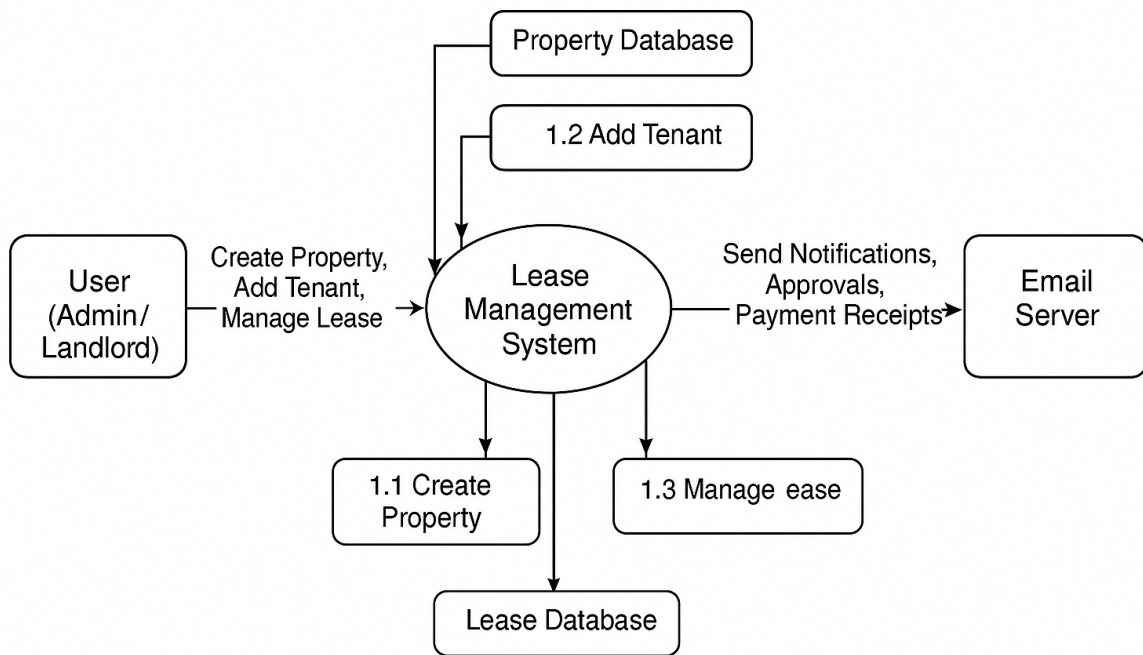 Property Database
1.2 Add Tenant
User
(Admin/
Landlord)
Create Property,
Add Tenant,
Manage Lease
Lease
Management
System
Send Notifications,
Approvals,
Payment Receipts
Email
Server
1.1 Create
Property
1.3 Manage ease
Lease Database